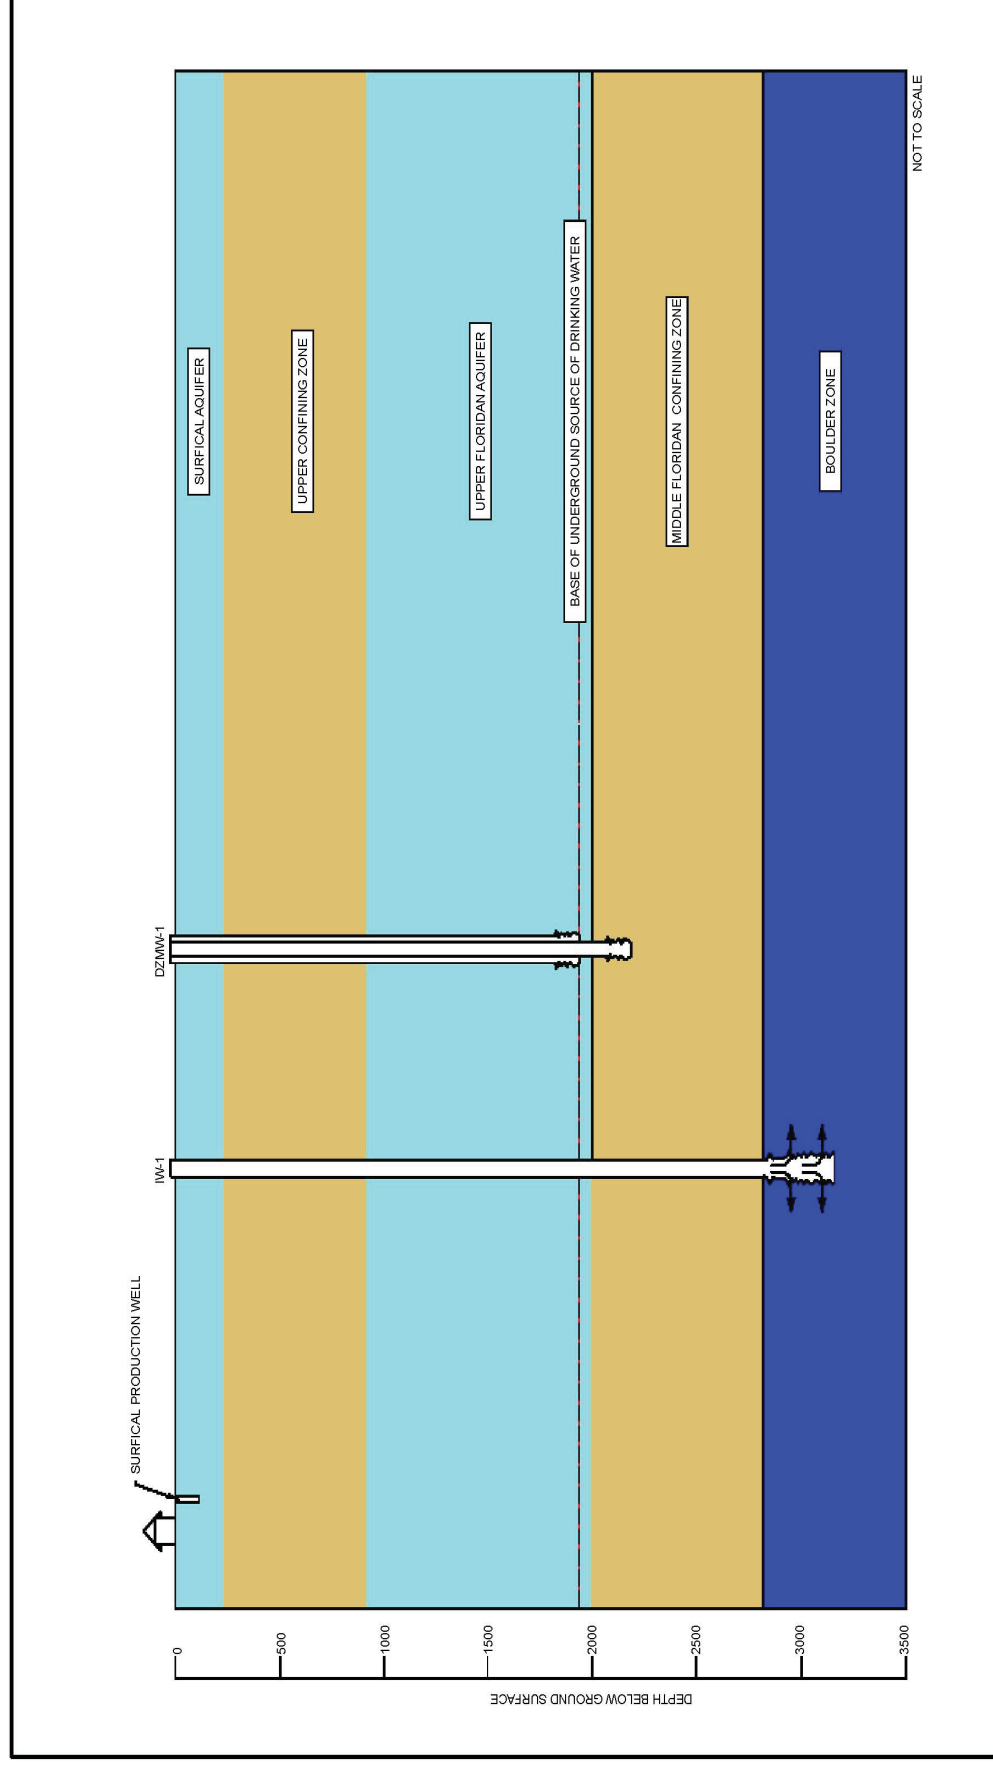 SURFICAL PRODUCTION WELL
IW-1
DZMW-1
SURFICAL AQUIFER
UPPER CONFINING ZONE
UPPER FLORIDAN AQUIFER
BASE OF UNDERGROUND SOURCE OF DRINKING WATER
MIDDLE FLORIDAN CONFINING ZONE
BOULDER ZONE
0
500
1000
1500
2000
2500
3000
3500
DEPTH BELOW GROUND SURFACE
NOT TO SCALE